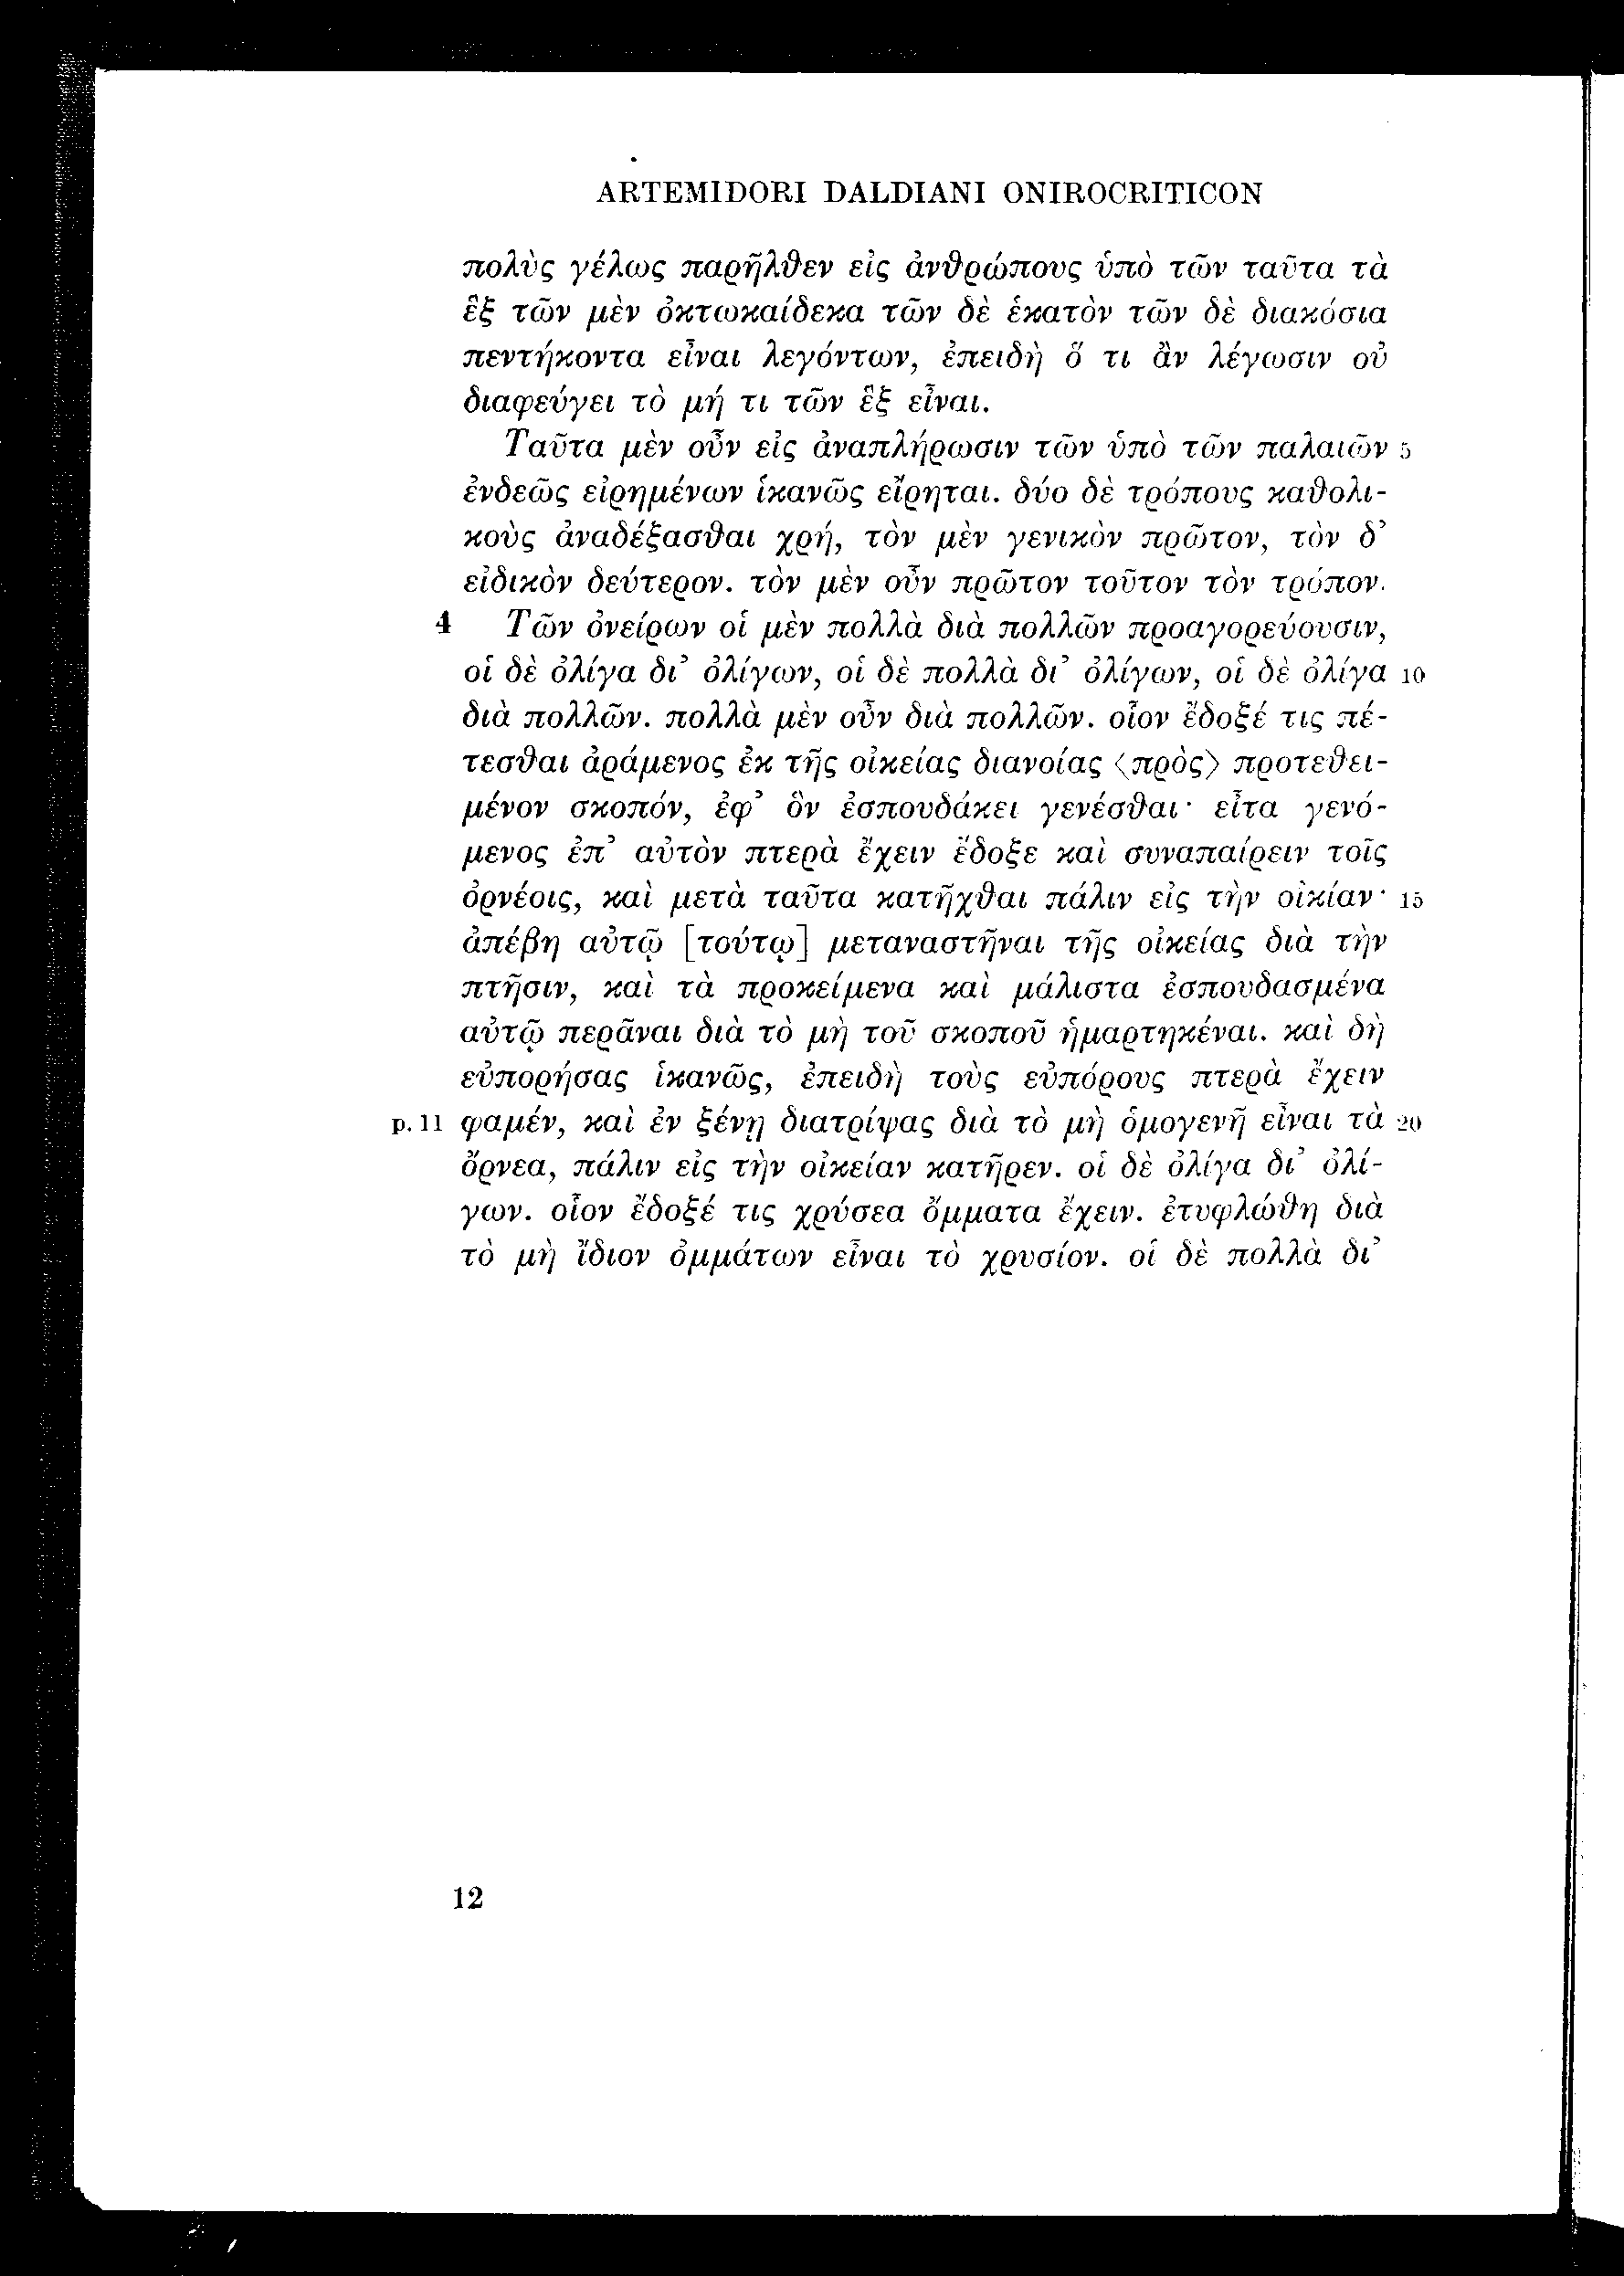 ARTEMIDORI DALDIANI ONIROCRITICON
πολὺς γέλως παρῆλθεν εἰς ἀνθρώπους ὑπὸ τῶν ταῦτα τὰ
ἓξ τῶν μὲν ὀκτωκαίδεκα τῶν δὲ ἑκατὸν τῶν δὲ διακόσια
πεντήκοντα εἶναι λεγόντων, ἐπειδὴ ὅ τι ἂν λέγωσιν οὐ
διαφεύγει τὸ μή τι τῶν ἓξ εἶναι.
Ταῦτα μὲν οὖν εἰς ἀναπλήρωσιν τῶν ὑπὸ τῶν παλαιῶν 5
ἐνδεῶς εἰρημένων ἱκανῶς εἴρηται. δύο δὲ τρόπους καθολι-
κοὺς ἀναδέξασθαι χρή, τὸν μὲν γενικὸν πρῶτον, τὸν δ’
εἰδικὸν δεύτερον. τὸν μὲν οὖν πρῶτον τοῦτον τὸν τρόπον.
4 Τῶν ὀνείρων οἱ μὲν πολλὰ διὰ πολλῶν προαγορεύουσιν,
οἱ δὲ ὀλίγα δι’ ὀλίγων, οἱ δὲ πολλὰ δι’ ὀλίγων, οἱ δὲ ὀλίγα 10
διὰ πολλῶν. πολλὰ μὲν οὖν διὰ πολλῶν. οἷον ἔδοξέ τις πέ-
τεσθαι ἀράμενος ἐκ τῆς οἰκείας διανοίας ⟨πρὸς⟩ προτεθει-
μένον σκοπόν, ἐφ’ ὃν ἐσπουδάκει γενέσθαι· εἶτα γενό-
μενος ἐπ’ αὐτὸν πτερὰ ἔχειν ἔδοξε καὶ συναπαίρειν τοῖς
ὀρνέοις, καὶ μετὰ ταῦτα κατῆχθαι πάλιν εἰς τὴν οἰκίαν· 15
ἀπέβη αὐτῷ [τούτῳ] μεταναστῆναι τῆς οἰκείας διὰ τὴν
πτῆσιν, καὶ τὰ προκείμενα καὶ μάλιστα ἐσπουδασμένα
αὐτῷ περᾶναι διὰ τὸ μὴ τοῦ σκοποῦ ἡμαρτηκέναι. καὶ δὴ
εὐπορήσας ἱκανῶς, ἐπειδὴ τοὺς εὐπόρους πτερὰ ἔχειν
p. 11 φαμέν, καὶ ἐν ξένῃ διατρίψας διὰ τὸ μὴ ὁμογενῆ εἶναι τὰ 20
ὄρνεα, πάλιν εἰς τὴν οἰκείαν κατῆρεν. οἱ δὲ ὀλίγα δι’ ὀλί-
γων. οἷον ἔδοξέ τις χρύσεα ὄμματα ἔχειν. ἐτυφλώθη διὰ
τὸ μὴ ἴδιον ὀμμάτων εἶναι τὸ χρυσίον. οἱ δὲ πολλὰ δι’
12